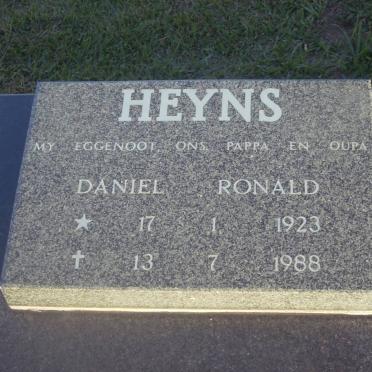 HEYNS
MY EGGENOOT ONS PAPPA EN OUPA
DANIEL RONALD
★ 17 1 1923
✝ 13 7 1988